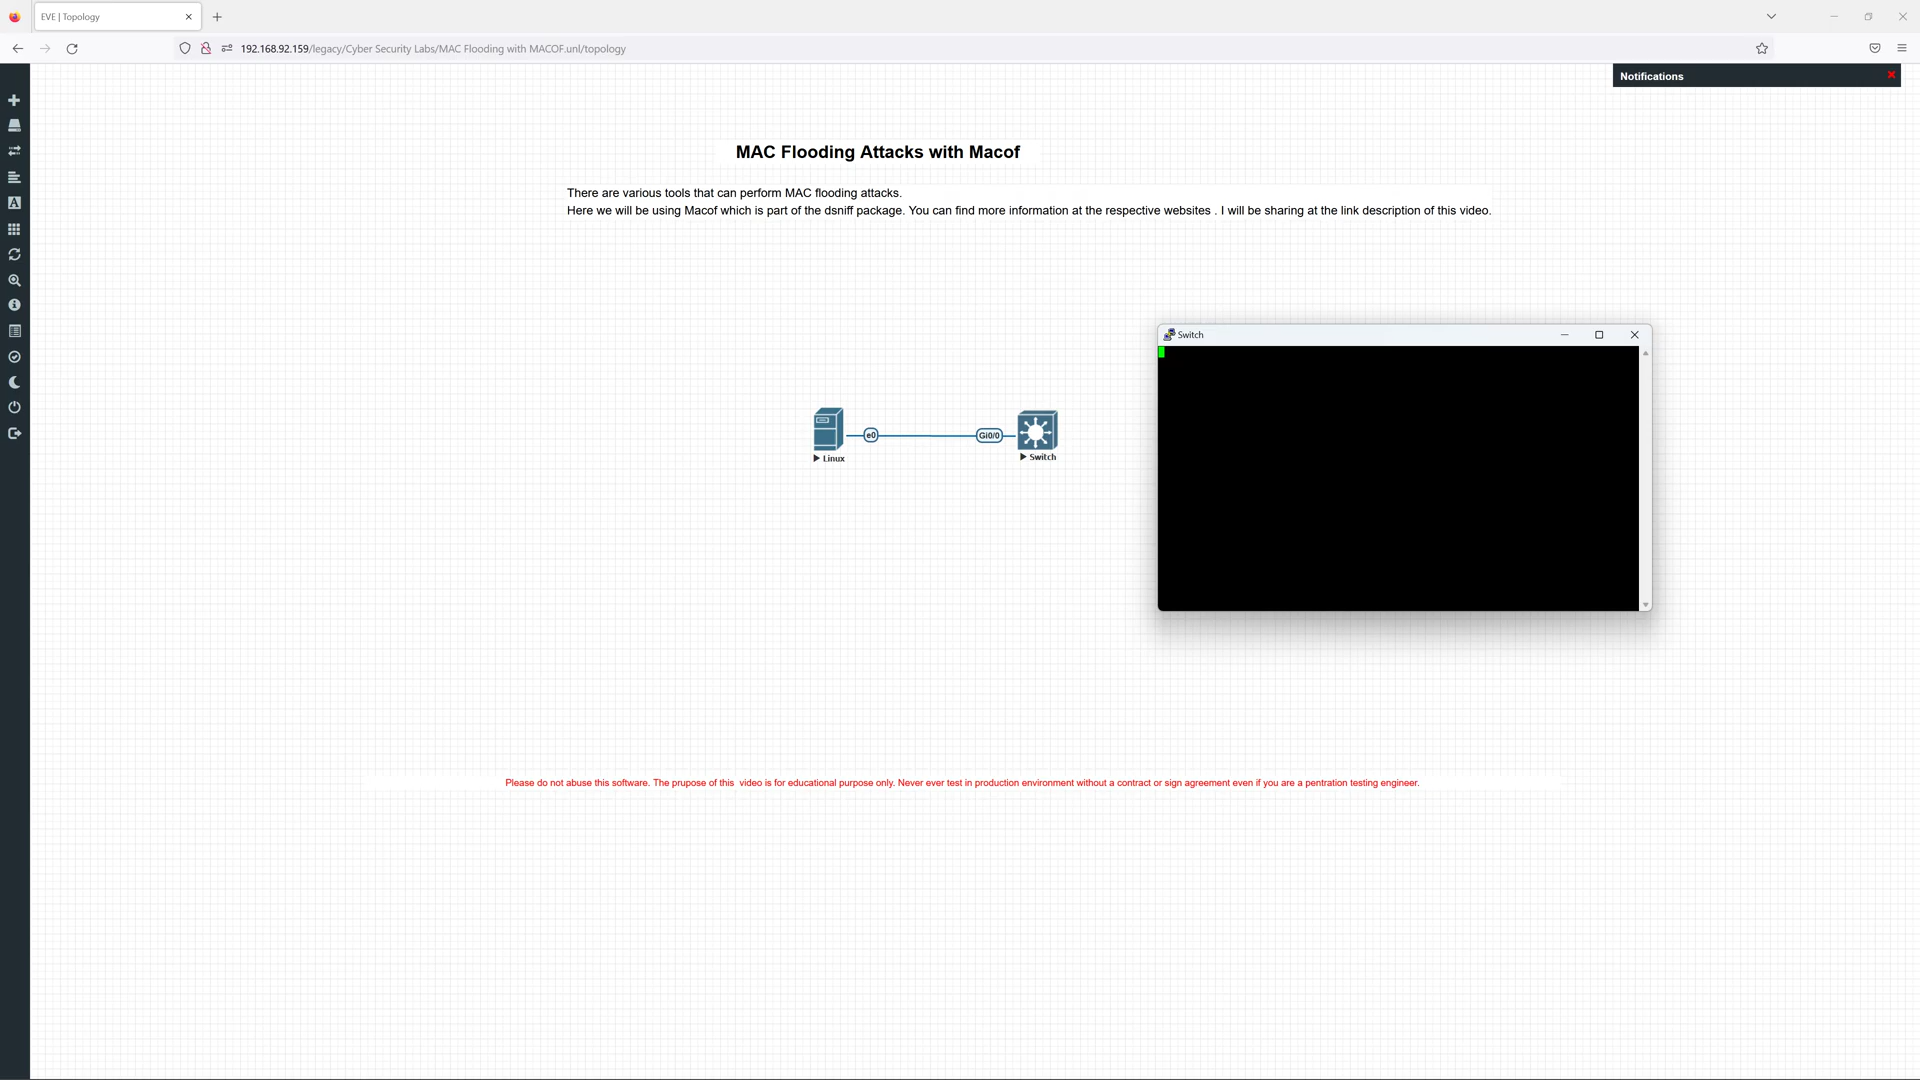 EVE | Topology
192.168.92.159/legacy/Cyber Security Labs/MAC Flooding with MACOF.unl/topology
Notifications
MAC Flooding Attacks with Macof
There are various tools that can perform MAC flooding attacks.
Here we will be using Macof which is part of the dsniff package. You can find more information at the respective websites . I will be sharing at the link description of this video.
Switch
e0
Gi0/0
Linux
Switch
Please do not abuse this software. The prupose of this  video is for educational purpose only. Never ever test in production environment without a contract or sign agreement even if you are a pentration testing engineer.